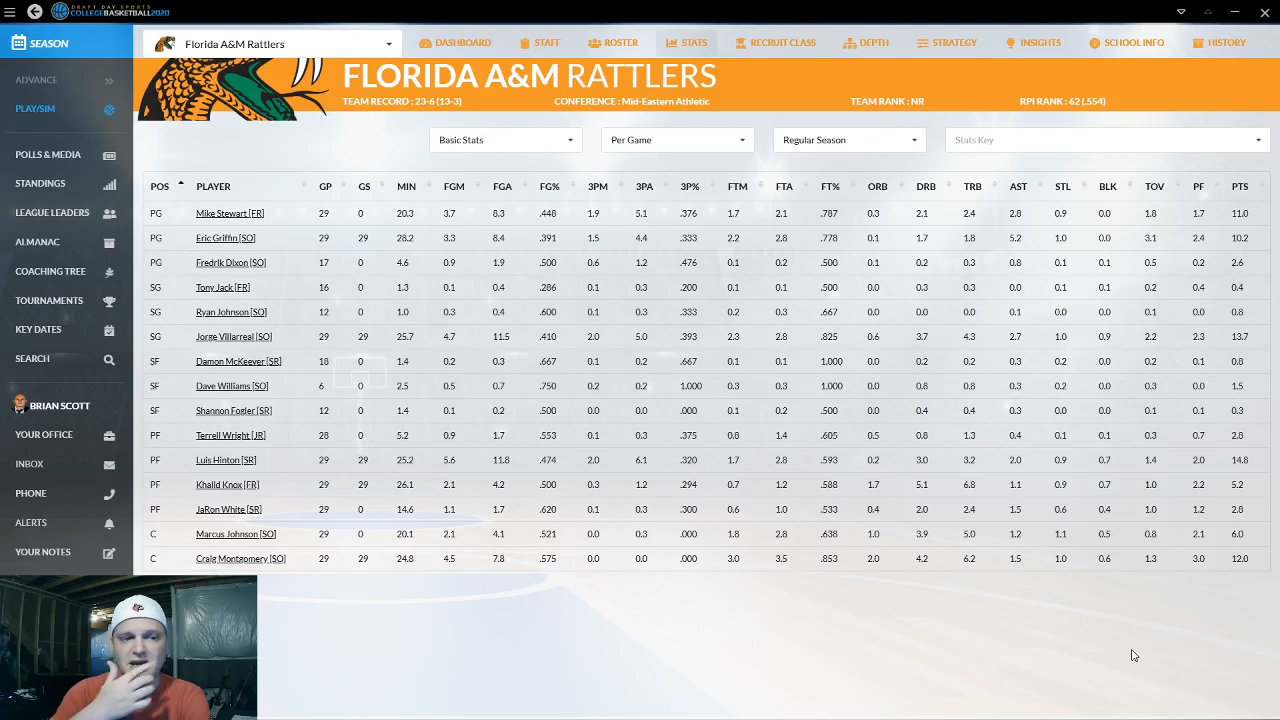 DRAFT DAY SPORTS
COLLEGE BASKETBALL 2020
SEASON
Florida A&M Rattlers
DASHBOARD STAFF ROSTER STATS RECRUIT CLASS DEPTH STRATEGY INSIGHTS SCHOOL INFO HISTORY
ADVANCE
PLAY/SIM
POLLS & MEDIA
STANDINGS
LEAGUE LEADERS
ALMANAC
COACHING TREE
TOURNAMENTS
KEY DATES
SEARCH
BRIAN SCOTT
YOUR OFFICE
INBOX
PHONE
ALERTS
YOUR NOTES
FLORIDA A&M RATTLERS
TEAM RECORD : 23-6 (13-3) CONFERENCE : Mid-Eastern Athletic TEAM RANK : NR RPI RANK : 62 (.554)
Basic Stats Per Game Regular Season Stats Key
POS PLAYER GP GS MIN FGM FGA FG% 3PM 3PA 3P% FTM FTA FT% ORB DRB TRB AST STL BLK TOV PF PTS
PG Mike Stewart [FR] 29 0 20.3 3.7 8.3 .448 1.9 5.1 .376 1.7 2.1 .787 0.3 2.1 2.4 2.8 0.9 0.0 1.8 1.7 11.0
PG Eric Griffin [SO] 29 29 28.2 3.3 8.4 .391 1.5 4.4 .333 2.2 2.8 .778 0.1 1.7 1.8 5.2 1.0 0.0 3.1 2.4 10.2
PG Fredrik Dixon [SO] 17 0 4.6 0.9 1.9 .500 0.6 1.2 .476 0.1 0.2 .500 0.1 0.2 0.3 0.8 0.1 0.1 0.5 0.2 2.6
SG Tony Jack [FR] 16 0 1.3 0.1 0.4 .286 0.1 0.3 .200 0.1 0.1 .500 0.0 0.3 0.3 0.0 0.1 0.1 0.2 0.4 0.4
SG Ryan Johnson [SO] 12 0 1.0 0.3 0.4 .600 0.1 0.3 .333 0.2 0.3 .667 0.0 0.0 0.0 0.1 0.0 0.0 0.1 0.0 0.8
SG Jorge Villarreal [SO] 29 29 25.7 4.7 11.5 .410 2.0 5.0 .393 2.3 2.8 .825 0.6 3.7 4.3 2.7 1.0 0.0 2.2 2.3 13.7
SF Damon McKeever [SR] 18 0 1.4 0.2 0.3 .667 0.1 0.2 .667 0.1 0.1 1.000 0.0 0.2 0.2 0.3 0.2 0.0 0.2 0.1 0.8
SF Dave Williams [SO] 6 0 2.5 0.5 0.7 .750 0.2 0.2 1.000 0.3 0.3 1.000 0.0 0.8 0.8 0.3 0.2 0.0 0.2 0.0 1.5
SF Shannon Fogler [SR] 12 0 1.4 0.1 0.2 .500 0.0 0.0 .000 0.1 0.2 .500 0.0 0.4 0.4 0.3 0.0 0.0 0.1 0.1 0.3
PF Terrell Wright [JR] 28 0 5.2 0.9 1.7 .553 0.1 0.3 .375 0.8 1.4 .605 0.5 0.8 1.3 0.4 0.1 0.1 0.3 0.7 2.8
PF Luis Hinton [SR] 29 29 25.2 5.6 11.8 .474 2.0 6.1 .320 1.7 2.8 .593 0.2 3.0 3.2 2.0 0.9 0.7 1.4 2.0 14.8
PF Khalid Knox [FR] 29 29 26.1 2.1 4.2 .500 0.3 1.2 .294 0.7 1.2 .588 1.7 5.1 6.8 1.1 0.9 0.7 1.0 2.2 5.2
PF JaRon White [SR] 29 0 14.6 1.1 1.7 .620 0.1 0.3 .300 0.6 1.0 .533 0.4 2.0 2.4 1.5 0.6 0.4 1.0 1.2 2.8
C Marcus Johnson [SO] 29 0 20.1 2.1 4.1 .521 0.0 0.3 .000 1.8 2.8 .638 1.0 3.9 5.0 1.2 1.1 0.5 0.8 2.1 6.0
C Craig Montgomery [SO] 29 29 24.8 4.5 7.8 .575 0.0 0.0 .000 3.0 3.5 .853 2.0 4.2 6.2 1.5 1.0 0.6 1.3 3.0 12.0